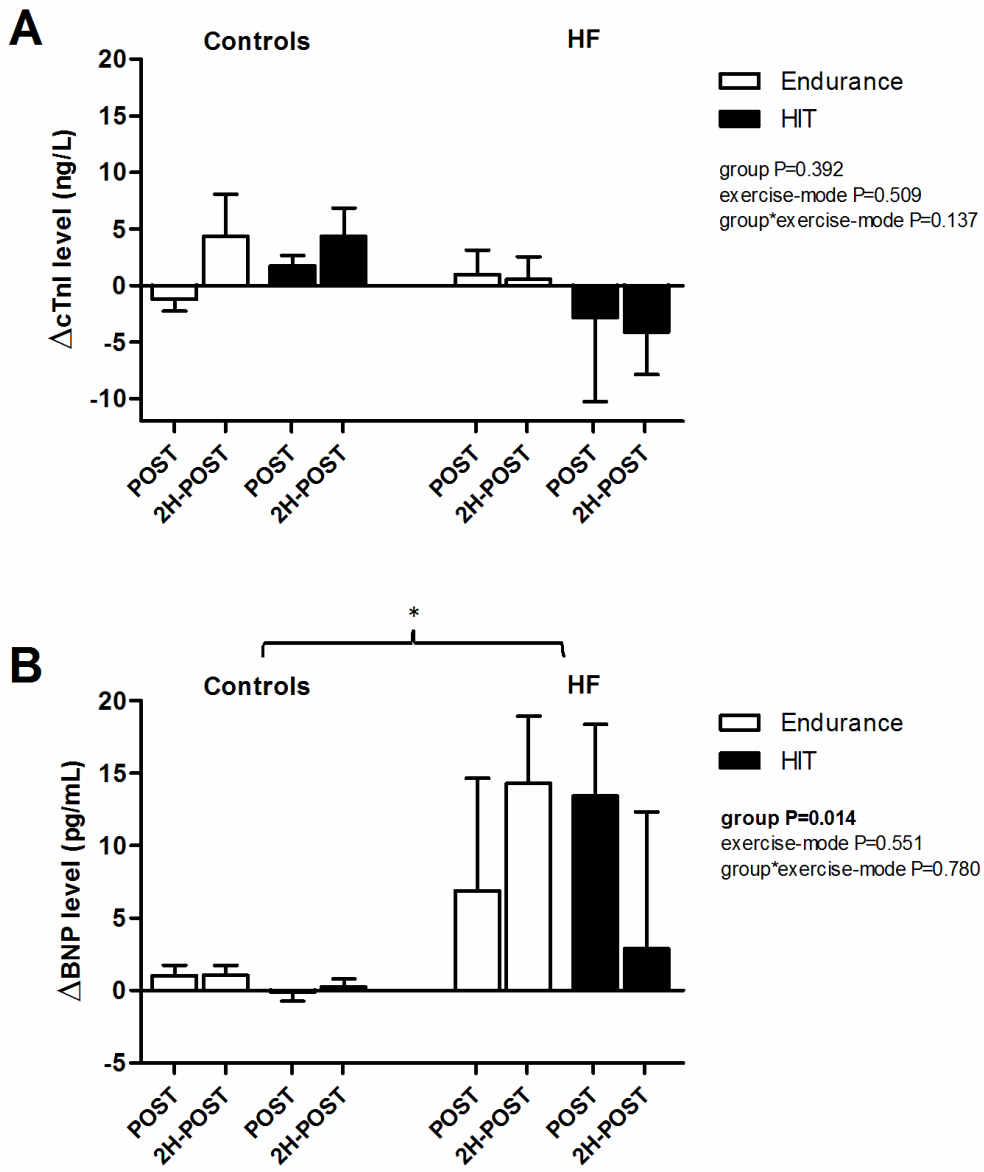 A
Controls
HF
20
15
10
5
0
-5
-10
ΔcTnI level (ng/L)
Endurance
HIT
group P=0.392
exercise-mode P=0.509
group*exercise-mode P=0.137
POST
2H-POST
POST
2H-POST
POST
2H-POST
POST
2H-POST
*
B
Controls
HF
20
15
10
5
0
-5
ΔBNP level (pg/mL)
Endurance
HIT
group P=0.014
exercise-mode P=0.551
group*exercise-mode P=0.780
POST
2H-POST
POST
2H-POST
POST
2H-POST
POST
2H-POST